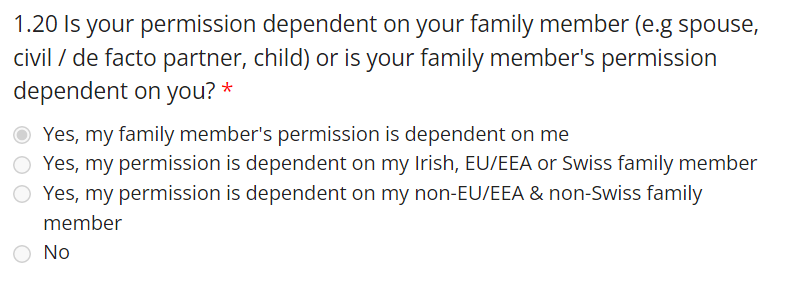 1.20 Is your permission dependent on your family member (e.g spouse,
civil / de facto partner, child) or is your family member's permission
dependent on you? *
Yes, my family member's permission is dependent on me
Yes, my permission is dependent on my Irish, EU/EEA or Swiss family member
Yes, my permission is dependent on my non-EU/EEA & non-Swiss family
member
No